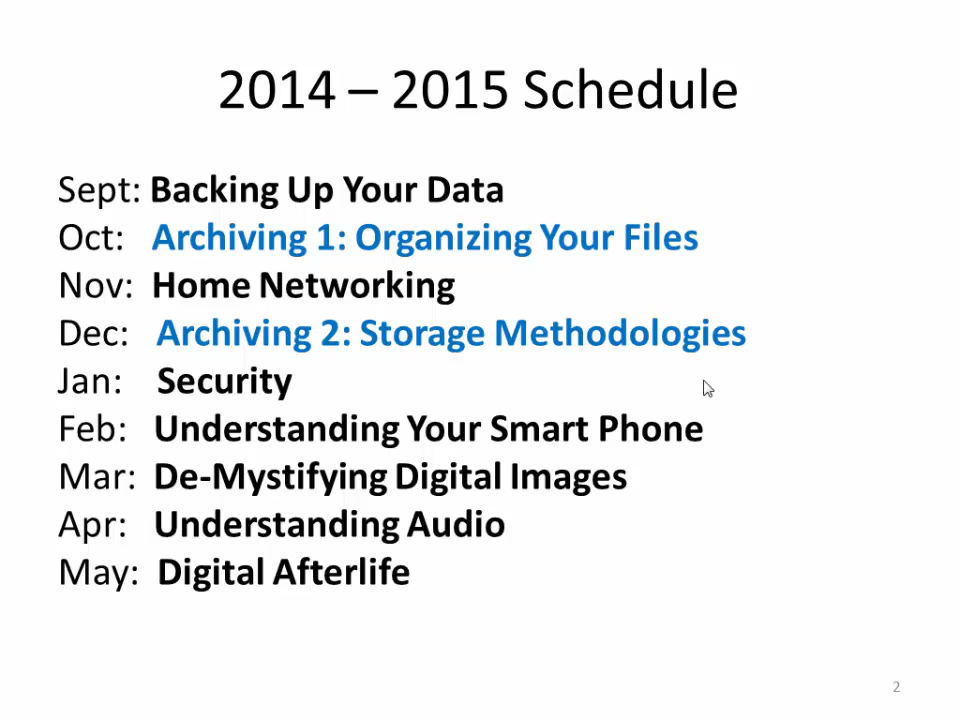 2014 – 2015 Schedule
Sept: Backing Up Your Data
Oct: Archiving 1: Organizing Your Files
Nov: Home Networking
Dec: Archiving 2: Storage Methodologies
Jan: Security
Feb: Understanding Your Smart Phone
Mar: De-Mystifying Digital Images
Apr: Understanding Audio
May: Digital Afterlife
2